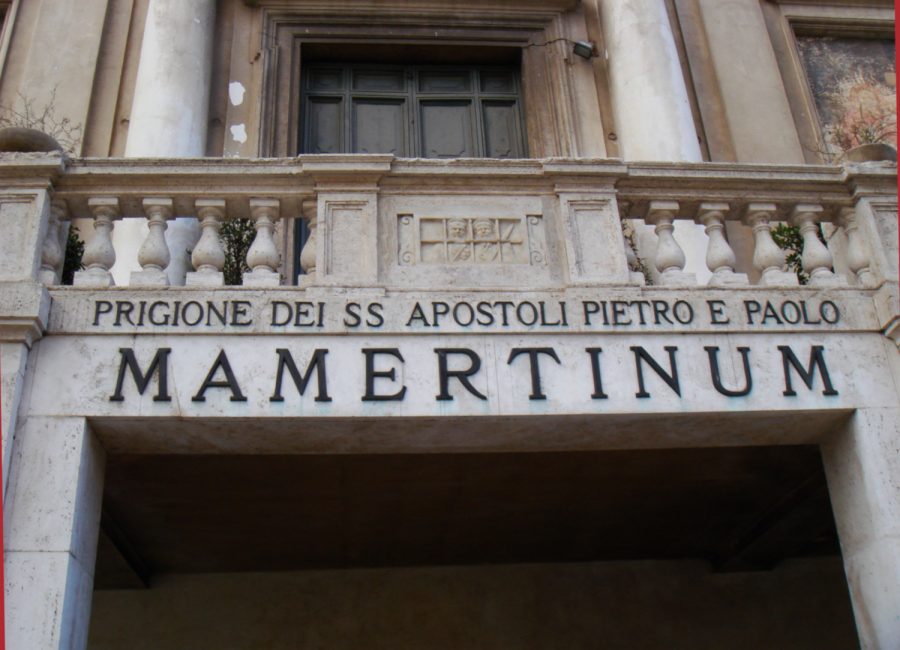 PRIGIONE DEI SS APOSTOLI PIETRO E PAOLO
MAMERTINUM